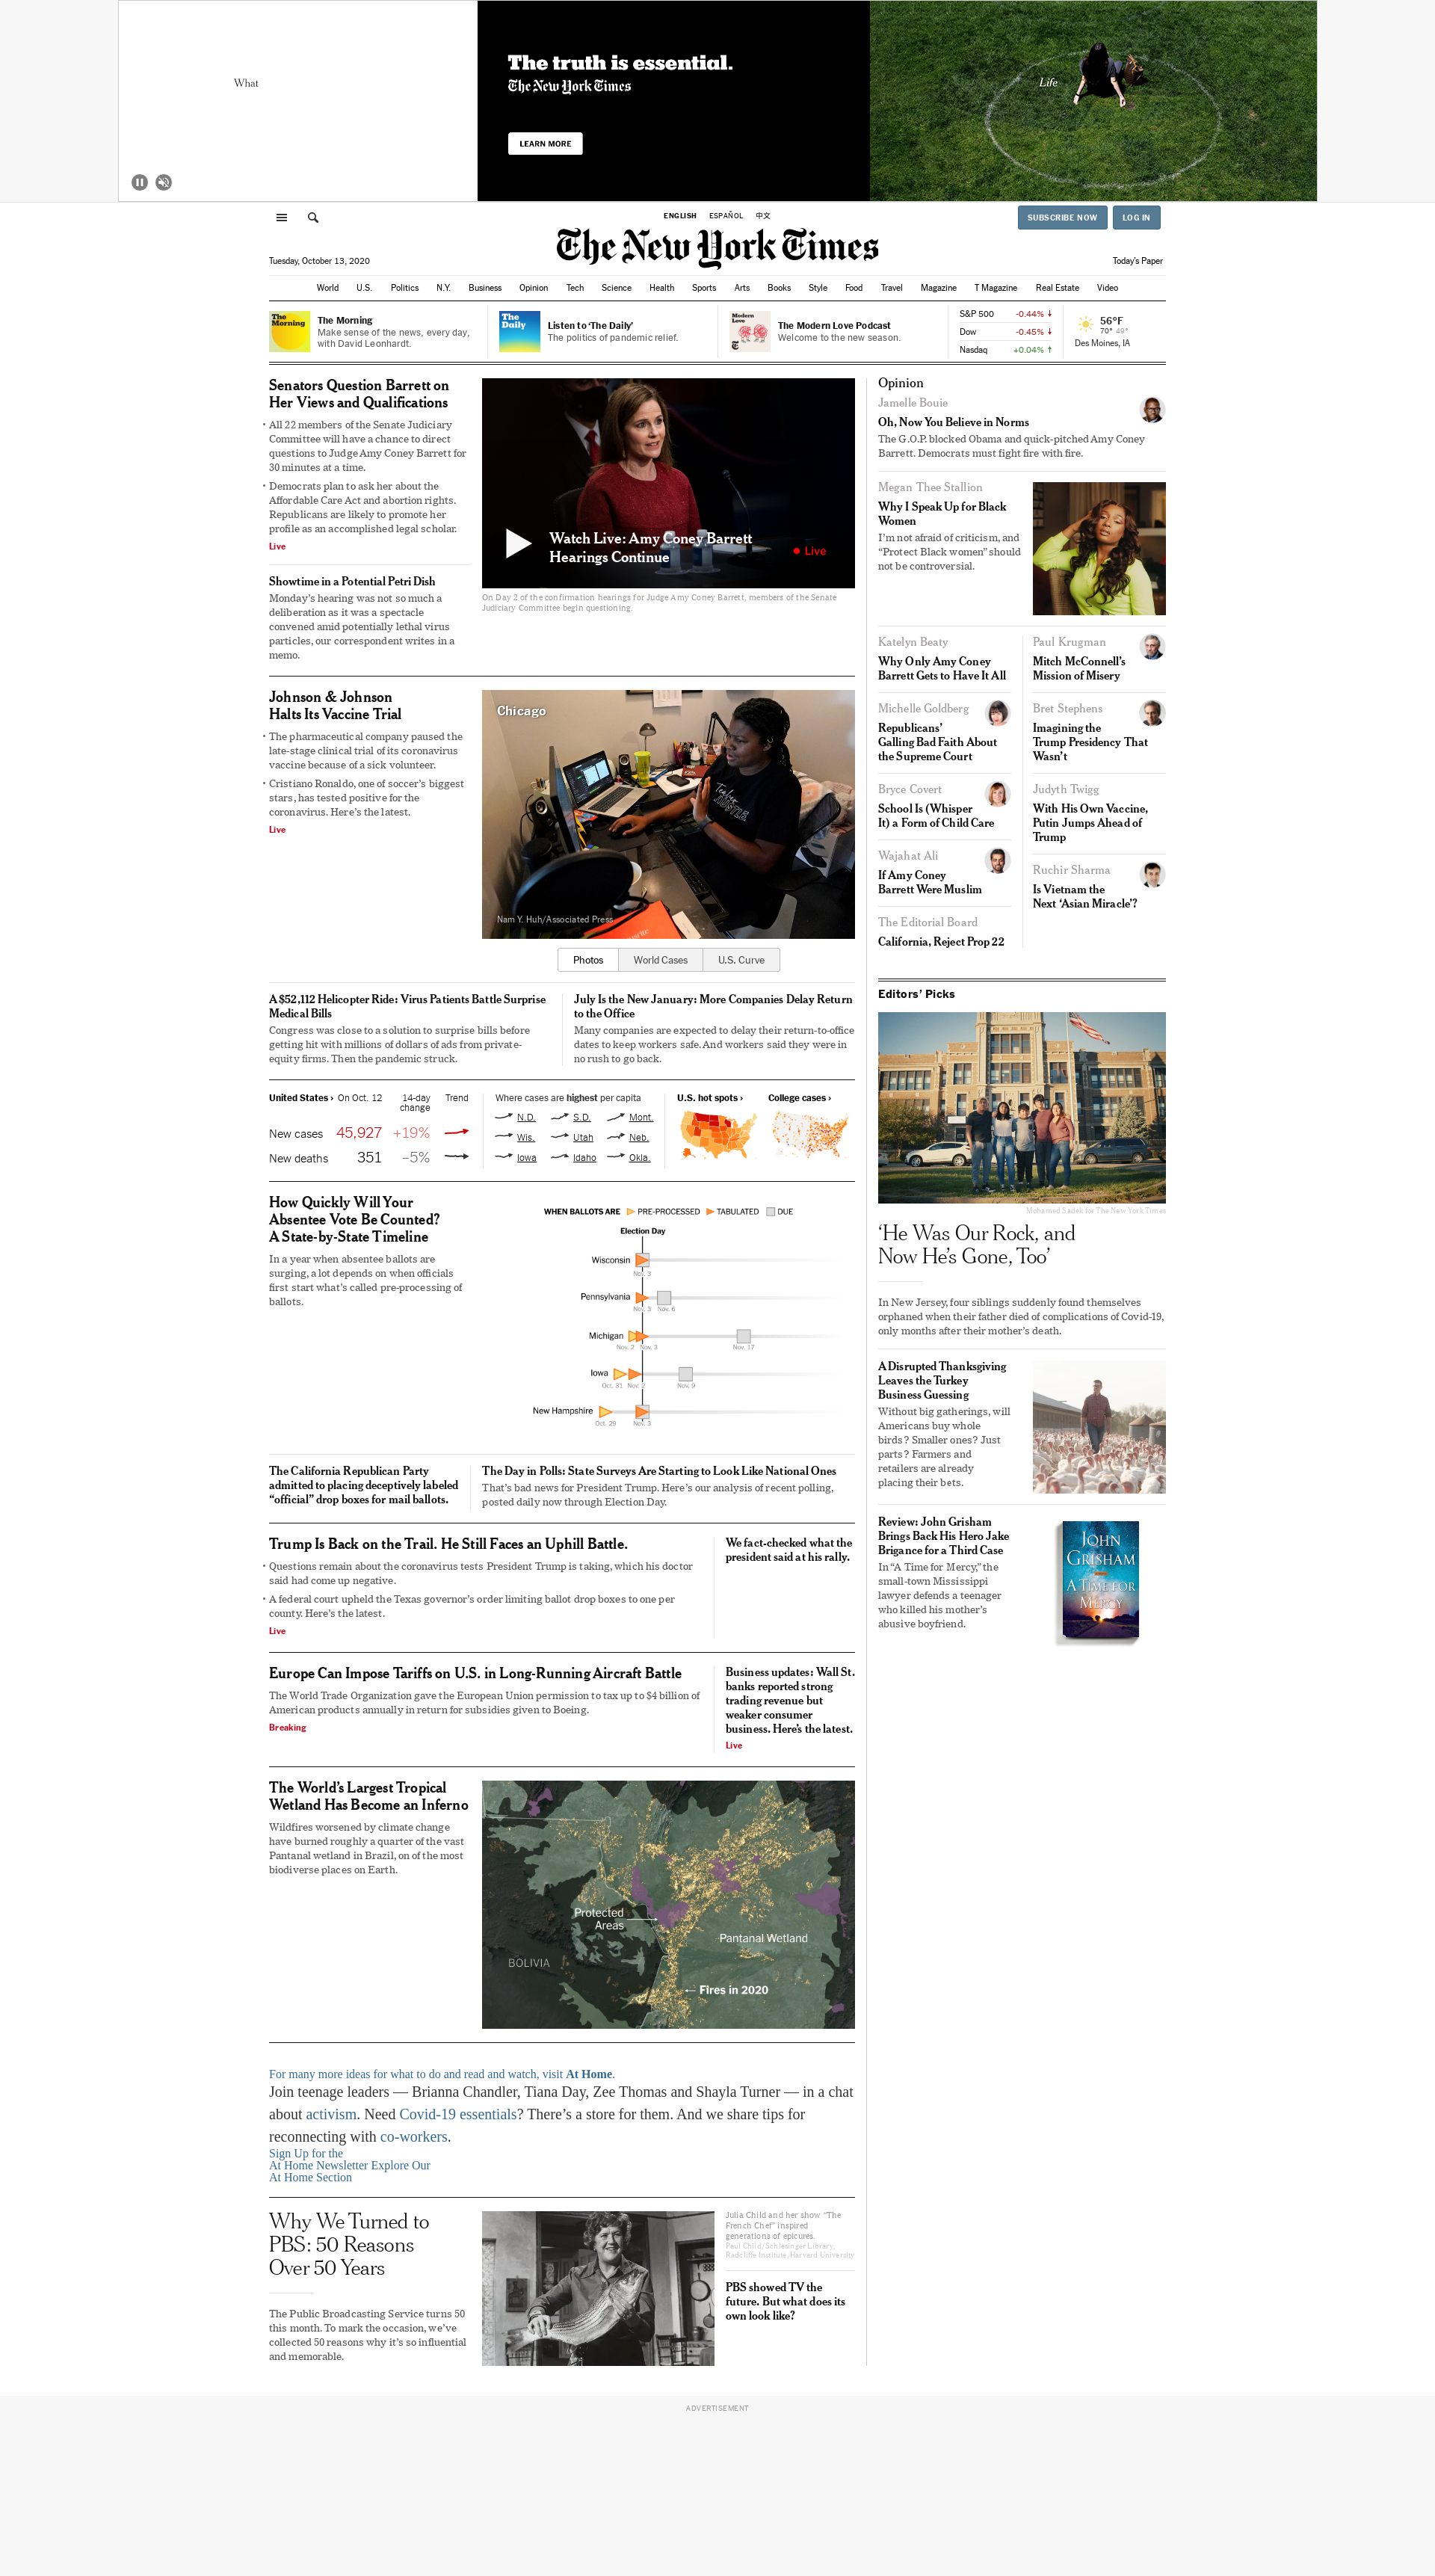 What
The truth is essential.
The New York Times
LEARN MORE
Life
ENGLISH ESPAÑOL 中文
SUBSCRIBE NOW LOG IN
The New York Times
Tuesday, October 13, 2020
Today's Paper
World U.S. Politics N.Y. Business Opinion Tech Science Health Sports Arts Books Style Food Travel Magazine T Magazine Real Estate Video
The Morning
The Morning
Make sense of the news, every day,
with David Leonhardt.
The Daily
Listen to ‘The Daily’
The politics of pandemic relief.
Modern Love
The Modern Love Podcast
Welcome to the new season.
S&P 500 -0.44%
Dow -0.45%
Nasdaq +0.04%
56°F
70° 49°
Des Moines, IA
Senators Question Barrett on
Her Views and Qualifications
• All 22 members of the Senate Judiciary
Committee will have a chance to direct
questions to Judge Amy Coney Barrett for
30 minutes at a time.
• Democrats plan to ask her about the
Affordable Care Act and abortion rights.
Republicans are likely to promote her
profile as an accomplished legal scholar.
Live
Showtime in a Potential Petri Dish
Monday’s hearing was not so much a
deliberation as it was a spectacle
convened amid potentially lethal virus
particles, our correspondent writes in a
memo.
Watch Live: Amy Coney Barrett
Hearings Continue
Live
On Day 2 of the confirmation hearings for Judge Amy Coney Barrett, members of the Senate
Judiciary Committee begin questioning.
Johnson & Johnson
Halts Its Vaccine Trial
• The pharmaceutical company paused the
late-stage clinical trial of its coronavirus
vaccine because of a sick volunteer.
• Cristiano Ronaldo, one of soccer’s biggest
stars, has tested positive for the
coronavirus. Here’s the latest.
Live
Chicago
Nam Y. Huh/Associated Press
Photos World Cases U.S. Curve
A $52,112 Helicopter Ride: Virus Patients Battle Surprise
Medical Bills
Congress was close to a solution to surprise bills before
getting hit with millions of dollars of ads from private-
equity firms. Then the pandemic struck.
July Is the New January: More Companies Delay Return
to the Office
Many companies are expected to delay their return-to-office
dates to keep workers safe. And workers said they were in
no rush to go back.
United States › On Oct. 12 14-day
change Trend
New cases 45,927 +19%
New deaths 351 –5%
Where cases are highest per capita
N.D. S.D. Mont.
Wis. Utah Neb.
Iowa Idaho Okla.
U.S. hot spots ›
College cases ›
How Quickly Will Your
Absentee Vote Be Counted?
A State-by-State Timeline
In a year when absentee ballots are
surging, a lot depends on when officials
first start what’s called pre-processing of
ballots.
WHEN BALLOTS ARE PRE-PROCESSED TABULATED DUE
Election Day
Wisconsin
Nov. 3
Pennsylvania
Nov. 3 Nov. 6
Michigan
Nov. 2 Nov. 3 Nov. 17
Iowa
Oct. 31 Nov. 2 Nov. 9
New Hampshire
Oct. 29 Nov. 3
The California Republican Party
admitted to placing deceptively labeled
“official” drop boxes for mail ballots.
The Day in Polls: State Surveys Are Starting to Look Like National Ones
That’s bad news for President Trump. Here’s our analysis of recent polling,
posted daily now through Election Day.
Trump Is Back on the Trail. He Still Faces an Uphill Battle.
• Questions remain about the coronavirus tests President Trump is taking, which his doctor
said had come up negative.
• A federal court upheld the Texas governor’s order limiting ballot drop boxes to one per
county. Here’s the latest.
Live
We fact-checked what the
president said at his rally.
Europe Can Impose Tariffs on U.S. in Long-Running Aircraft Battle
The World Trade Organization gave the European Union permission to tax up to $4 billion of
American products annually in return for subsidies given to Boeing.
Breaking
Business updates: Wall St.
banks reported strong
trading revenue but
weaker consumer
business. Here’s the latest.
Live
The World’s Largest Tropical
Wetland Has Become an Inferno
Wildfires worsened by climate change
have burned roughly a quarter of the vast
Pantanal wetland in Brazil, on of the most
biodiverse places on Earth.
Protected
Areas
Pantanal Wetland
BOLIVIA
← Fires in 2020
For many more ideas for what to do and read and watch, visit At Home.
Join teenage leaders — Brianna Chandler, Tiana Day, Zee Thomas and Shayla Turner — in a chat
about activism. Need Covid-19 essentials? There’s a store for them. And we share tips for
reconnecting with co-workers.
Sign Up for the
At Home Newsletter Explore Our
At Home Section
Why We Turned to
PBS: 50 Reasons
Over 50 Years
The Public Broadcasting Service turns 50
this month. To mark the occasion, we’ve
collected 50 reasons why it’s so influential
and memorable.
Julia Child and her show “The
French Chef” inspired
generations of epicures.
Paul Child/Schlesinger Library,
Radcliffe Institute, Harvard University
PBS showed TV the
future. But what does its
own look like?
Opinion
Jamelle Bouie
Oh, Now You Believe in Norms
The G.O.P. blocked Obama and quick-pitched Amy Coney
Barrett. Democrats must fight fire with fire.
Megan Thee Stallion
Why I Speak Up for Black
Women
I’m not afraid of criticism, and
“Protect Black women” should
not be controversial.
Katelyn Beaty
Why Only Amy Coney
Barrett Gets to Have It All
Michelle Goldberg
Republicans’
Galling Bad Faith About
the Supreme Court
Bryce Covert
School Is (Whisper
It) a Form of Child Care
Wajahat Ali
If Amy Coney
Barrett Were Muslim
The Editorial Board
California, Reject Prop 22
Paul Krugman
Mitch McConnell’s
Mission of Misery
Bret Stephens
Imagining the
Trump Presidency That
Wasn’t
Judyth Twigg
With His Own Vaccine,
Putin Jumps Ahead of
Trump
Ruchir Sharma
Is Vietnam the
Next ‘Asian Miracle’?
Editors’ Picks
Mohamed Sadek for The New York Times
‘He Was Our Rock, and
Now He’s Gone, Too’
In New Jersey, four siblings suddenly found themselves
orphaned when their father died of complications of Covid-19,
only months after their mother’s death.
A Disrupted Thanksgiving
Leaves the Turkey
Business Guessing
Without big gatherings, will
Americans buy whole
birds? Smaller ones? Just
parts? Farmers and
retailers are already
placing their bets.
Review: John Grisham
Brings Back His Hero Jake
Brigance for a Third Case
In “A Time for Mercy,” the
small-town Mississippi
lawyer defends a teenager
who killed his mother’s
abusive boyfriend.
JOHN
GRISHAM
A TIME FOR
MERCY
ADVERTISEMENT